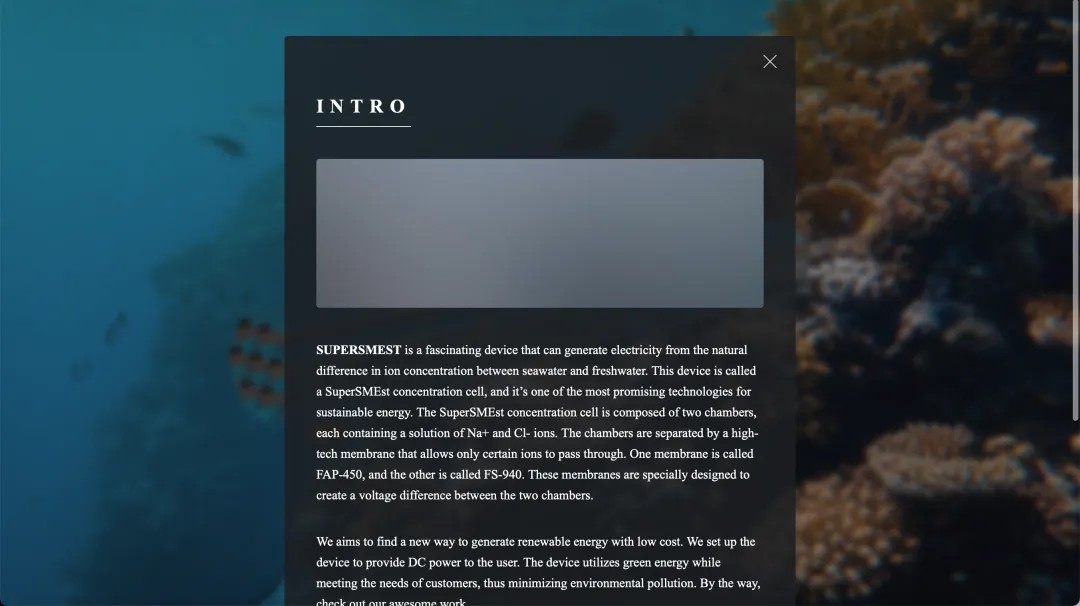 INTRO
SUPERSMEST is a fascinating device that can generate electricity from the natural
difference in ion concentration between seawater and freshwater. This device is called
a SuperSMEst concentration cell, and it’s one of the most promising technologies for
sustainable energy. The SuperSMEst concentration cell is composed of two chambers,
each containing a solution of Na+ and Cl- ions. The chambers are separated by a high-
tech membrane that allows only certain ions to pass through. One membrane is called
FAP-450, and the other is called FS-940. These membranes are specially designed to
create a voltage difference between the two chambers.
We aims to find a new way to generate renewable energy with low cost. We set up the
device to provide DC power to the user. The device utilizes green energy while
meeting the needs of customers, thus minimizing environmental pollution. By the way,
check out our awesome work